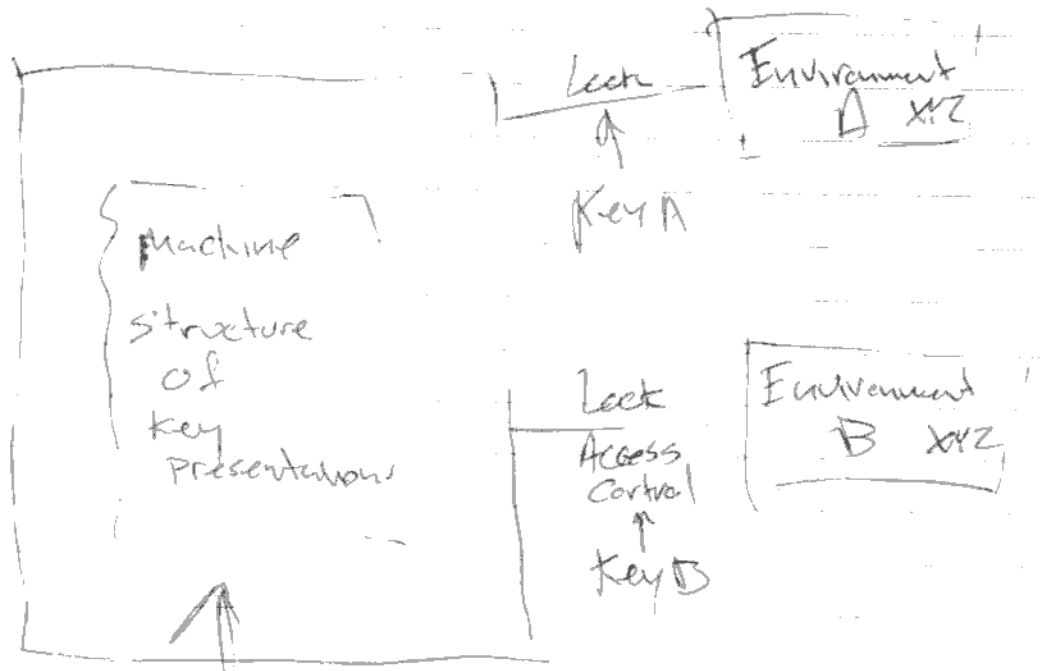 Lock
Environment
A XYZ
Key A
Machine
structure
of
key
presentations
Lock
Access
Control
Key B
Environment
B XYZ